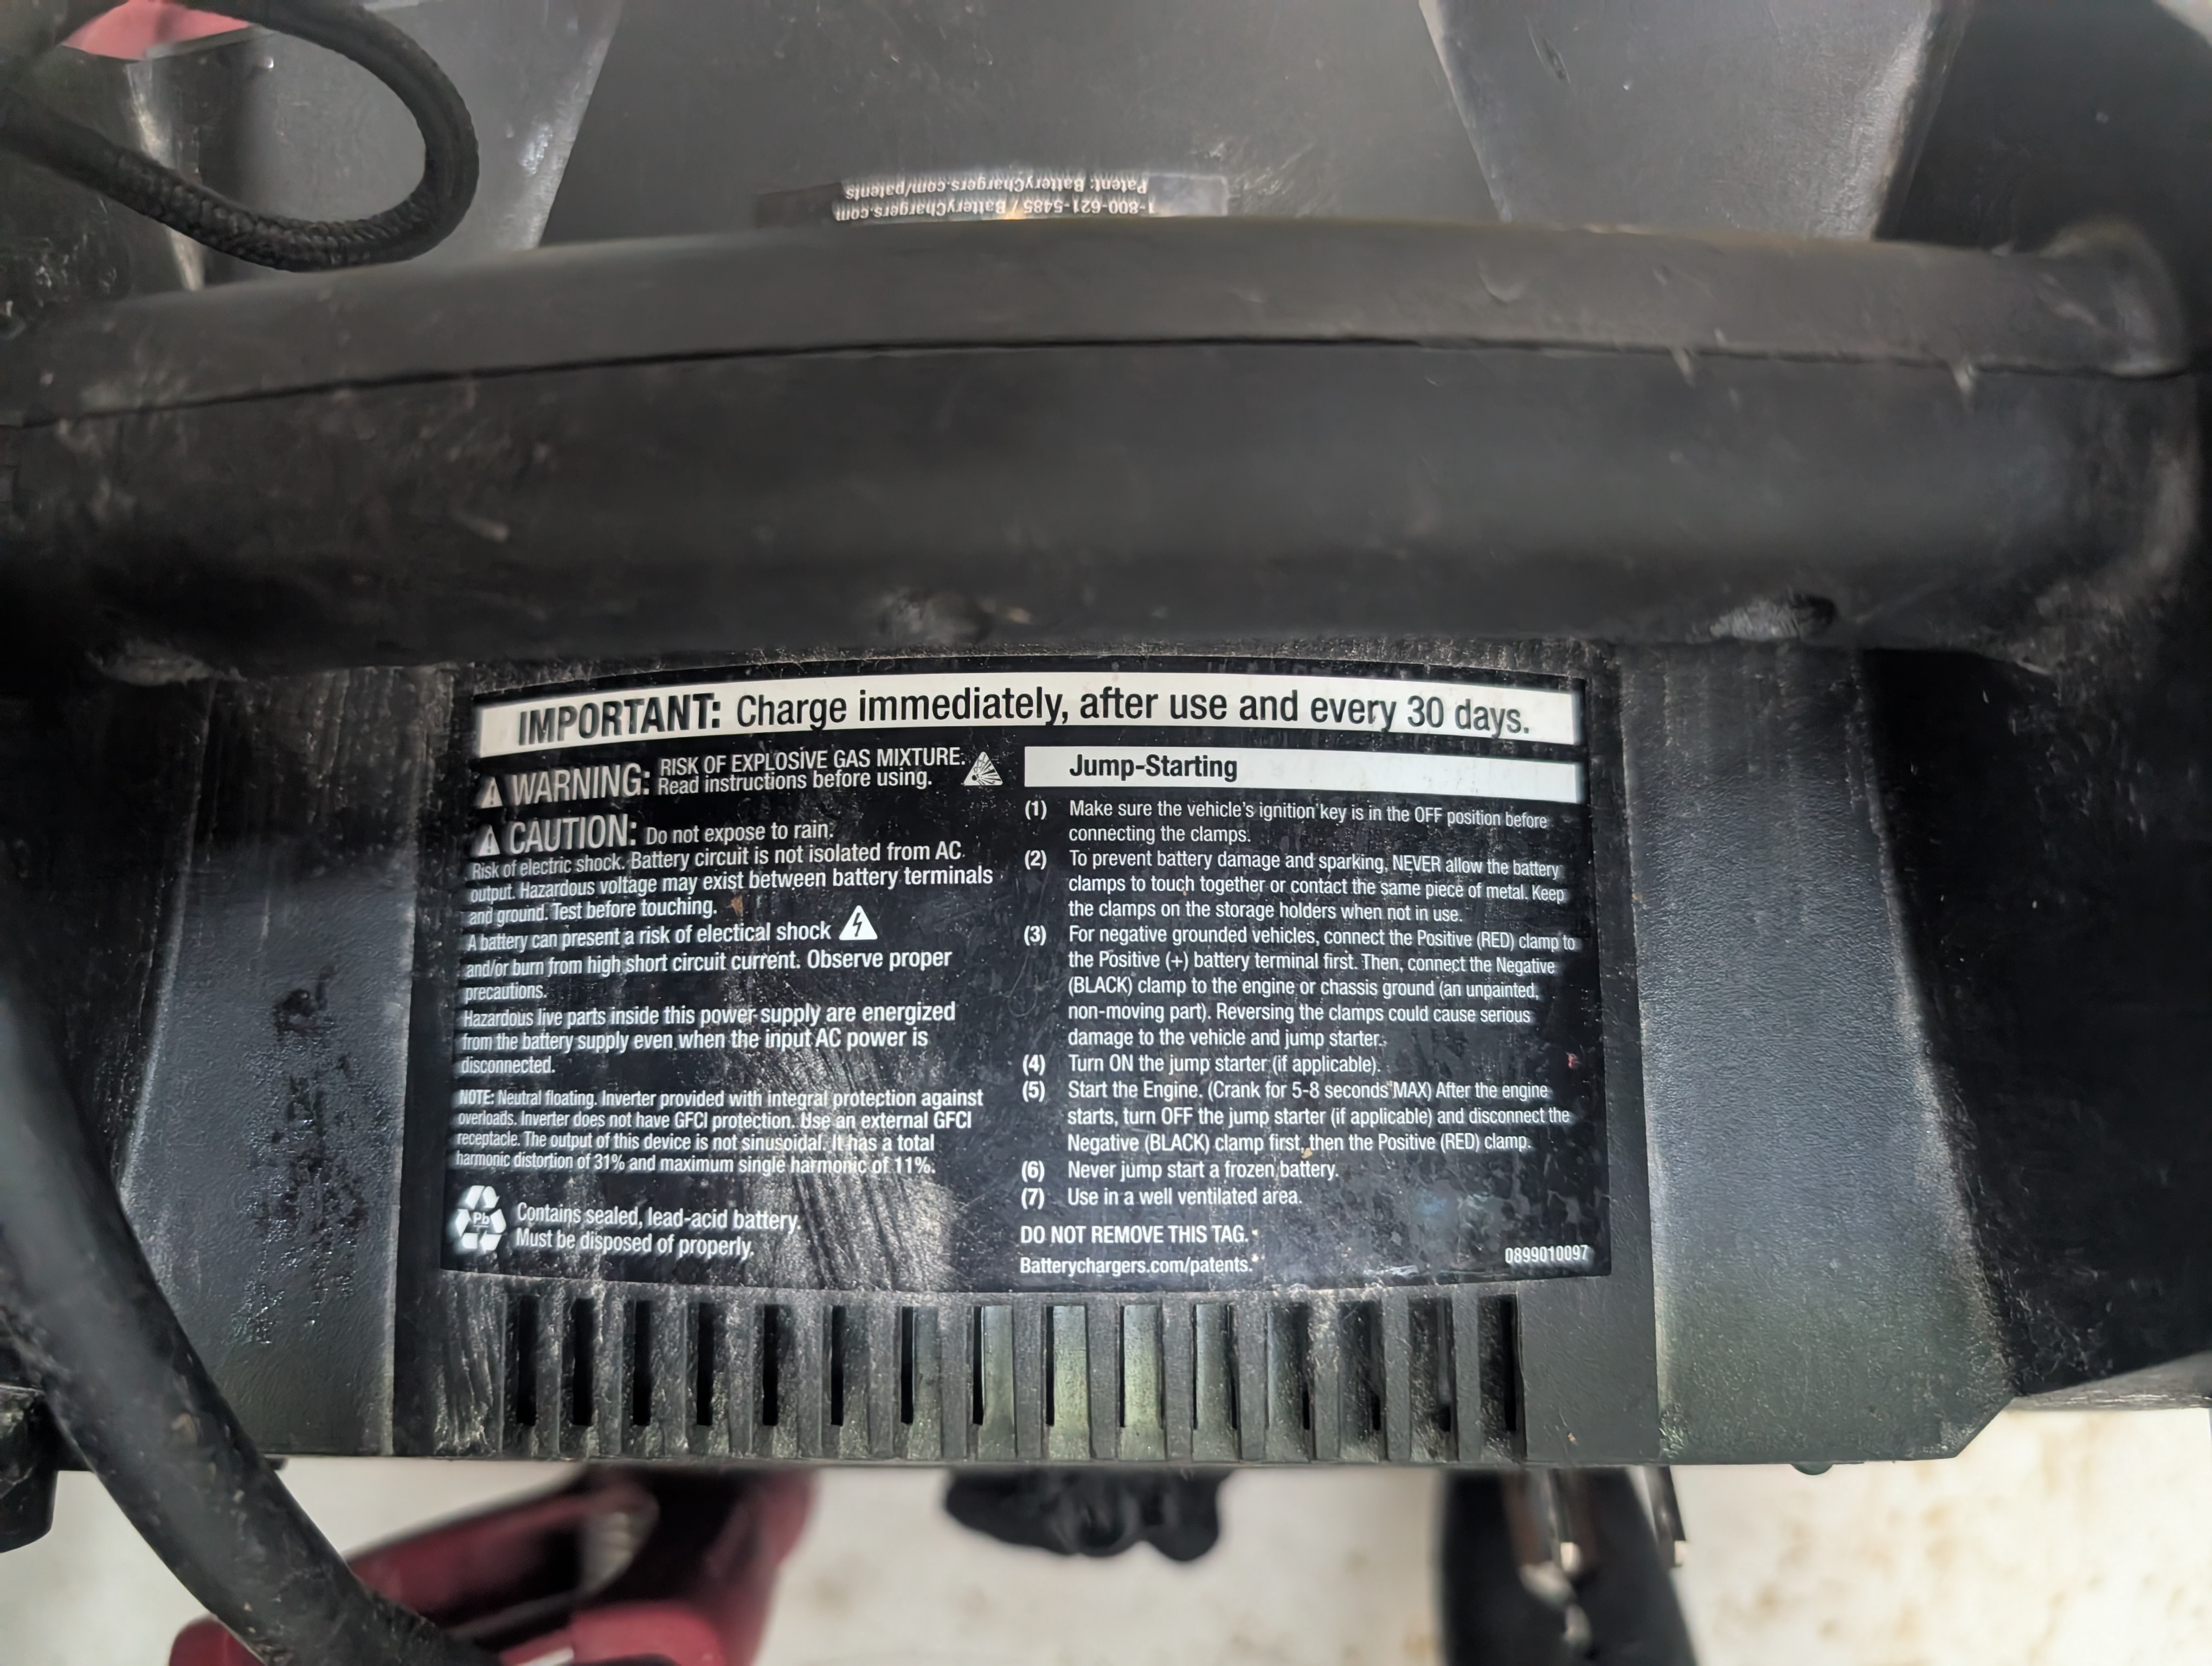 Patent: BatteryChargers.com/patents
1-800-621-5485 / BatteryChargers.com
IMPORTANT: Charge immediately, after use and every 30 days.
WARNING: RISK OF EXPLOSIVE GAS MIXTURE.
Read instructions before using.
CAUTION: Do not expose to rain.
Risk of electric shock. Battery circuit is not isolated from AC
output. Hazardous voltage may exist between battery terminals
and ground. Test before touching.
A battery can present a risk of electical shock
and/or burn from high short circuit current. Observe proper
precautions.
Hazardous live parts inside this power supply are energized
from the battery supply even when the input AC power is
disconnected.
NOTE: Neutral floating. Inverter provided with integral protection against
overloads. Inverter does not have GFCI protection. Use an external GFCI
receptacle. The output of this device is not sinusoidal. It has a total
harmonic distortion of 31% and maximum single harmonic of 11%.
Pb
Contains sealed, lead-acid battery.
Must be disposed of properly.
Jump-Starting
(1) Make sure the vehicle's ignition key is in the OFF position before
connecting the clamps.
(2) To prevent battery damage and sparking, NEVER allow the battery
clamps to touch together or contact the same piece of metal. Keep
the clamps on the storage holders when not in use.
(3) For negative grounded vehicles, connect the Positive (RED) clamp to
the Positive (+) battery terminal first. Then, connect the Negative
(BLACK) clamp to the engine or chassis ground (an unpainted,
non-moving part). Reversing the clamps could cause serious
damage to the vehicle and jump starter.
(4) Turn ON the jump starter (if applicable).
(5) Start the Engine. (Crank for 5-8 seconds MAX) After the engine
starts, turn OFF the jump starter (if applicable) and disconnect the
Negative (BLACK) clamp first, then the Positive (RED) clamp.
(6) Never jump start a frozen battery.
(7) Use in a well ventilated area.
DO NOT REMOVE THIS TAG.
Batterychargers.com/patents.
0899010097